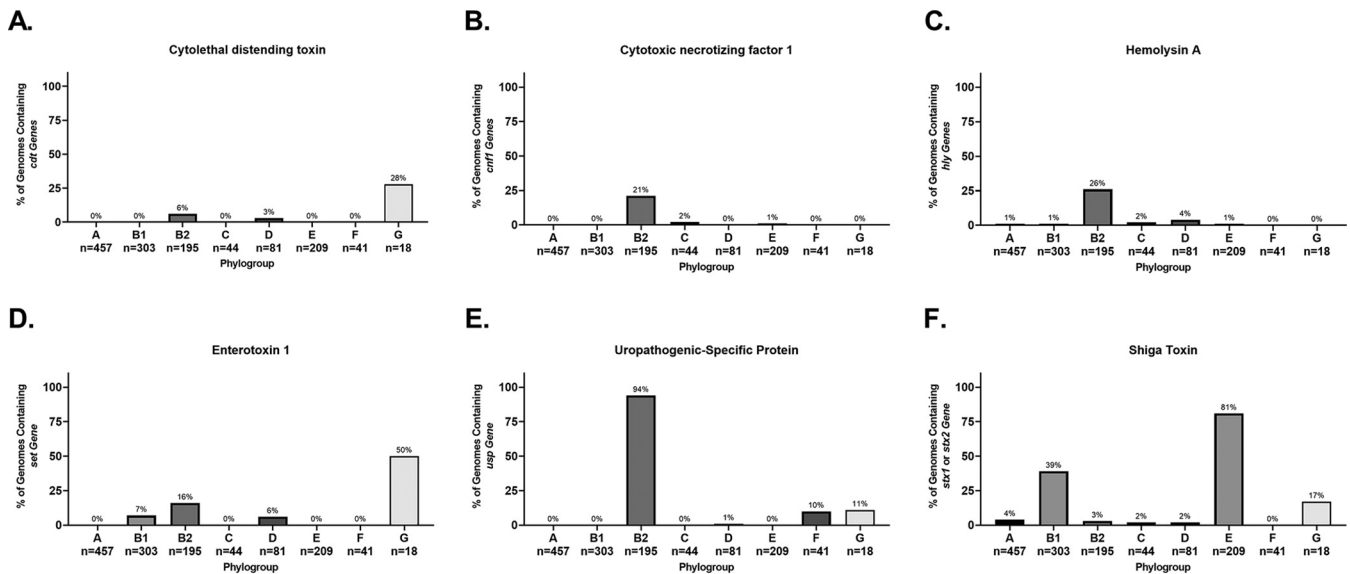 A.
Cytolethal distending toxin
% of Genomes Containing
cdt Genes
100
75
50
25
0
0%
0%
6%
0%
3%
0%
0%
28%
A B1 B2 C D E F G
n=457 n=303 n=195 n=44 n=81 n=209 n=41 n=18
Phylogroup
B.
Cytotoxic necrotizing factor 1
% of Genomes Containing
cnf1 Genes
100
75
50
25
0
0%
0%
21%
2%
0%
1%
0%
0%
A B1 B2 C D E F G
n=457 n=303 n=195 n=44 n=81 n=209 n=41 n=18
Phylogroup
C.
Hemolysin A
% of Genomes Containing
hly Genes
100
75
50
25
0
1%
1%
26%
2%
4%
1%
0%
0%
A B1 B2 C D E F G
n=457 n=303 n=195 n=44 n=81 n=209 n=41 n=18
Phylogroup
D.
Enterotoxin 1
% of Genomes Containing
set Gene
100
75
50
25
0
0%
7%
16%
0%
6%
0%
0%
50%
A B1 B2 C D E F G
n=457 n=303 n=195 n=44 n=81 n=209 n=41 n=18
Phylogroup
E.
Uropathogenic-Specific Protein
% of Genomes Containing
usp Gene
100
75
50
25
0
0%
0%
94%
0%
1%
0%
10%
11%
A B1 B2 C D E F G
n=457 n=303 n=195 n=44 n=81 n=209 n=41 n=18
Phylogroup
F.
Shiga Toxin
% of Genomes Containing
stx1 or stx2 Gene
100
75
50
25
0
4%
39%
3%
2%
2%
81%
0%
17%
A B1 B2 C D E F G
n=457 n=303 n=195 n=44 n=81 n=209 n=41 n=18
Phylogroup